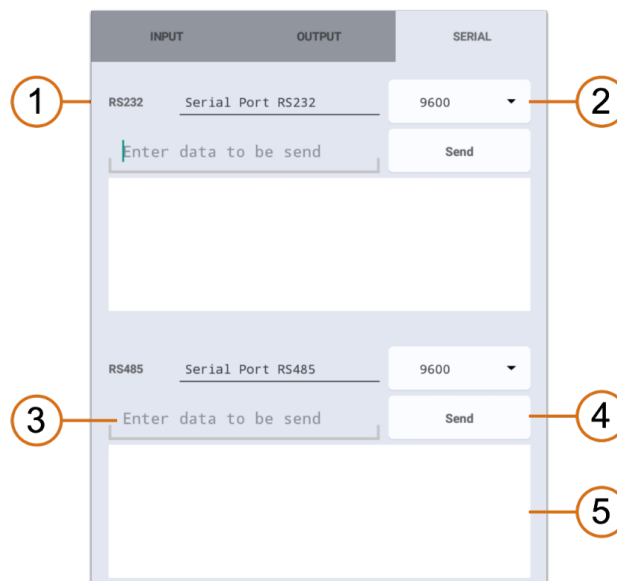 INPUT OUTPUT SERIAL
1 RS232 Serial Port RS232 9600 2
Enter data to be send Send
RS485 Serial Port RS485 9600
3 Enter data to be send Send 4
5